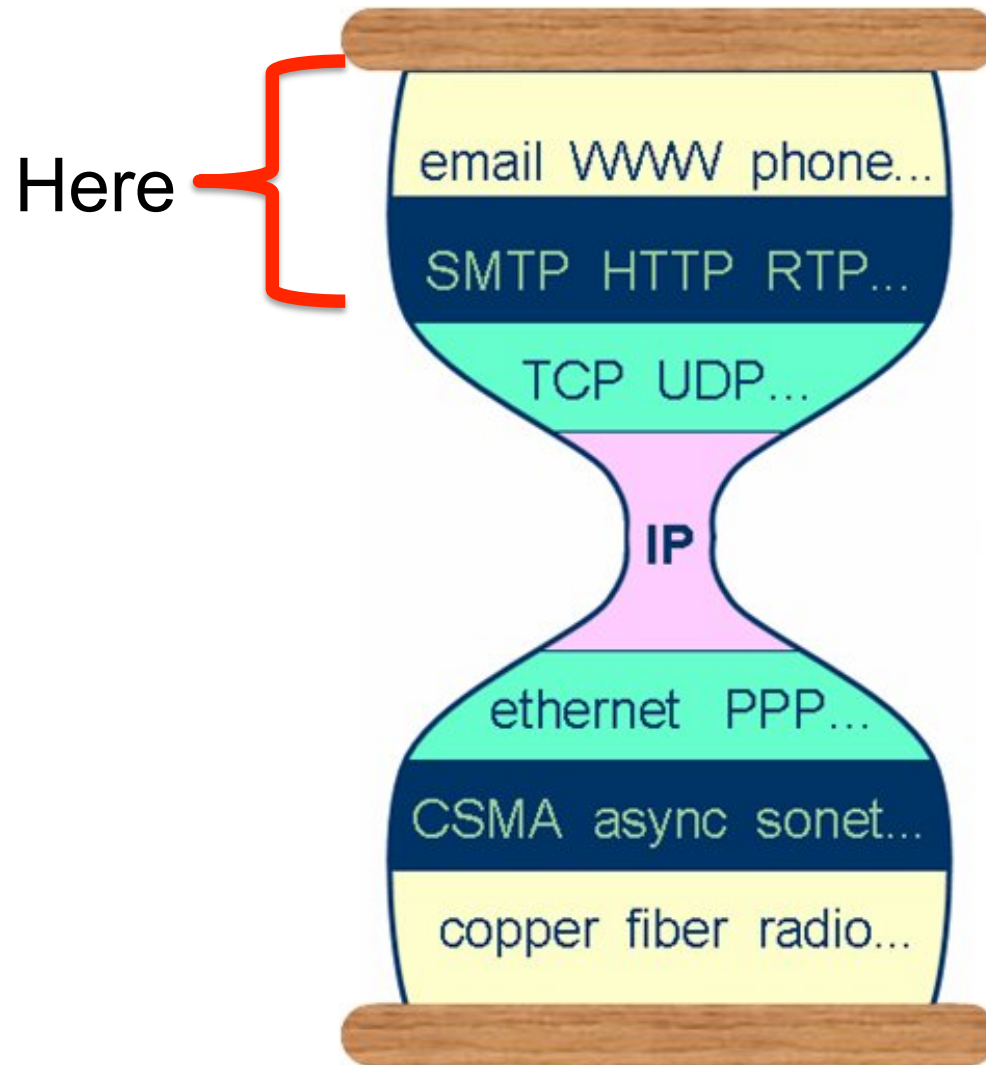 email WWW phone...
Here
SMTP HTTP RTP...
TCP UDP...
IP
ethernet PPP...
CSMA async sonet...
copper fiber radio...